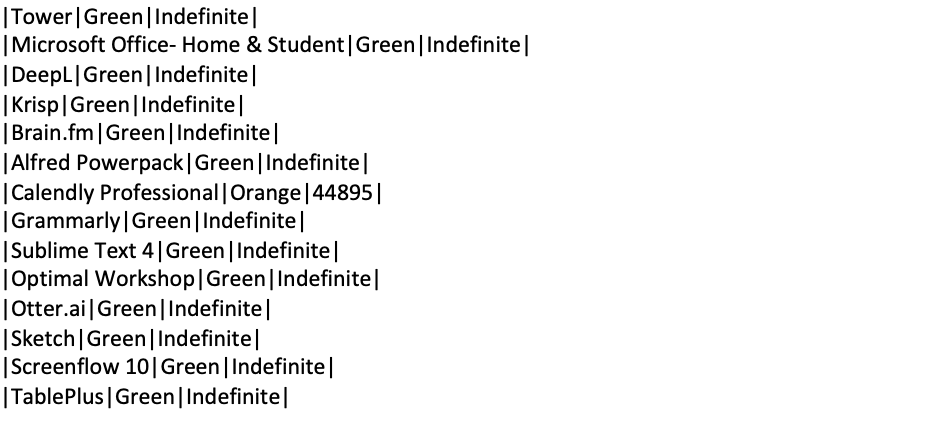 |Tower|Green|Indefinite|
|Microsoft Office- Home & Student|Green|Indefinite|
|DeepL|Green|Indefinite|
|Krisp|Green|Indefinite|
|Brain.fm|Green|Indefinite|
|Alfred Powerpack|Green|Indefinite|
|Calendly Professional|Orange|44895|
|Grammarly|Green|Indefinite|
|Sublime Text 4|Green|Indefinite|
|Optimal Workshop|Green|Indefinite|
|Otter.ai|Green|Indefinite|
|Sketch|Green|Indefinite|
|Screenflow 10|Green|Indefinite|
|TablePlus|Green|Indefinite|